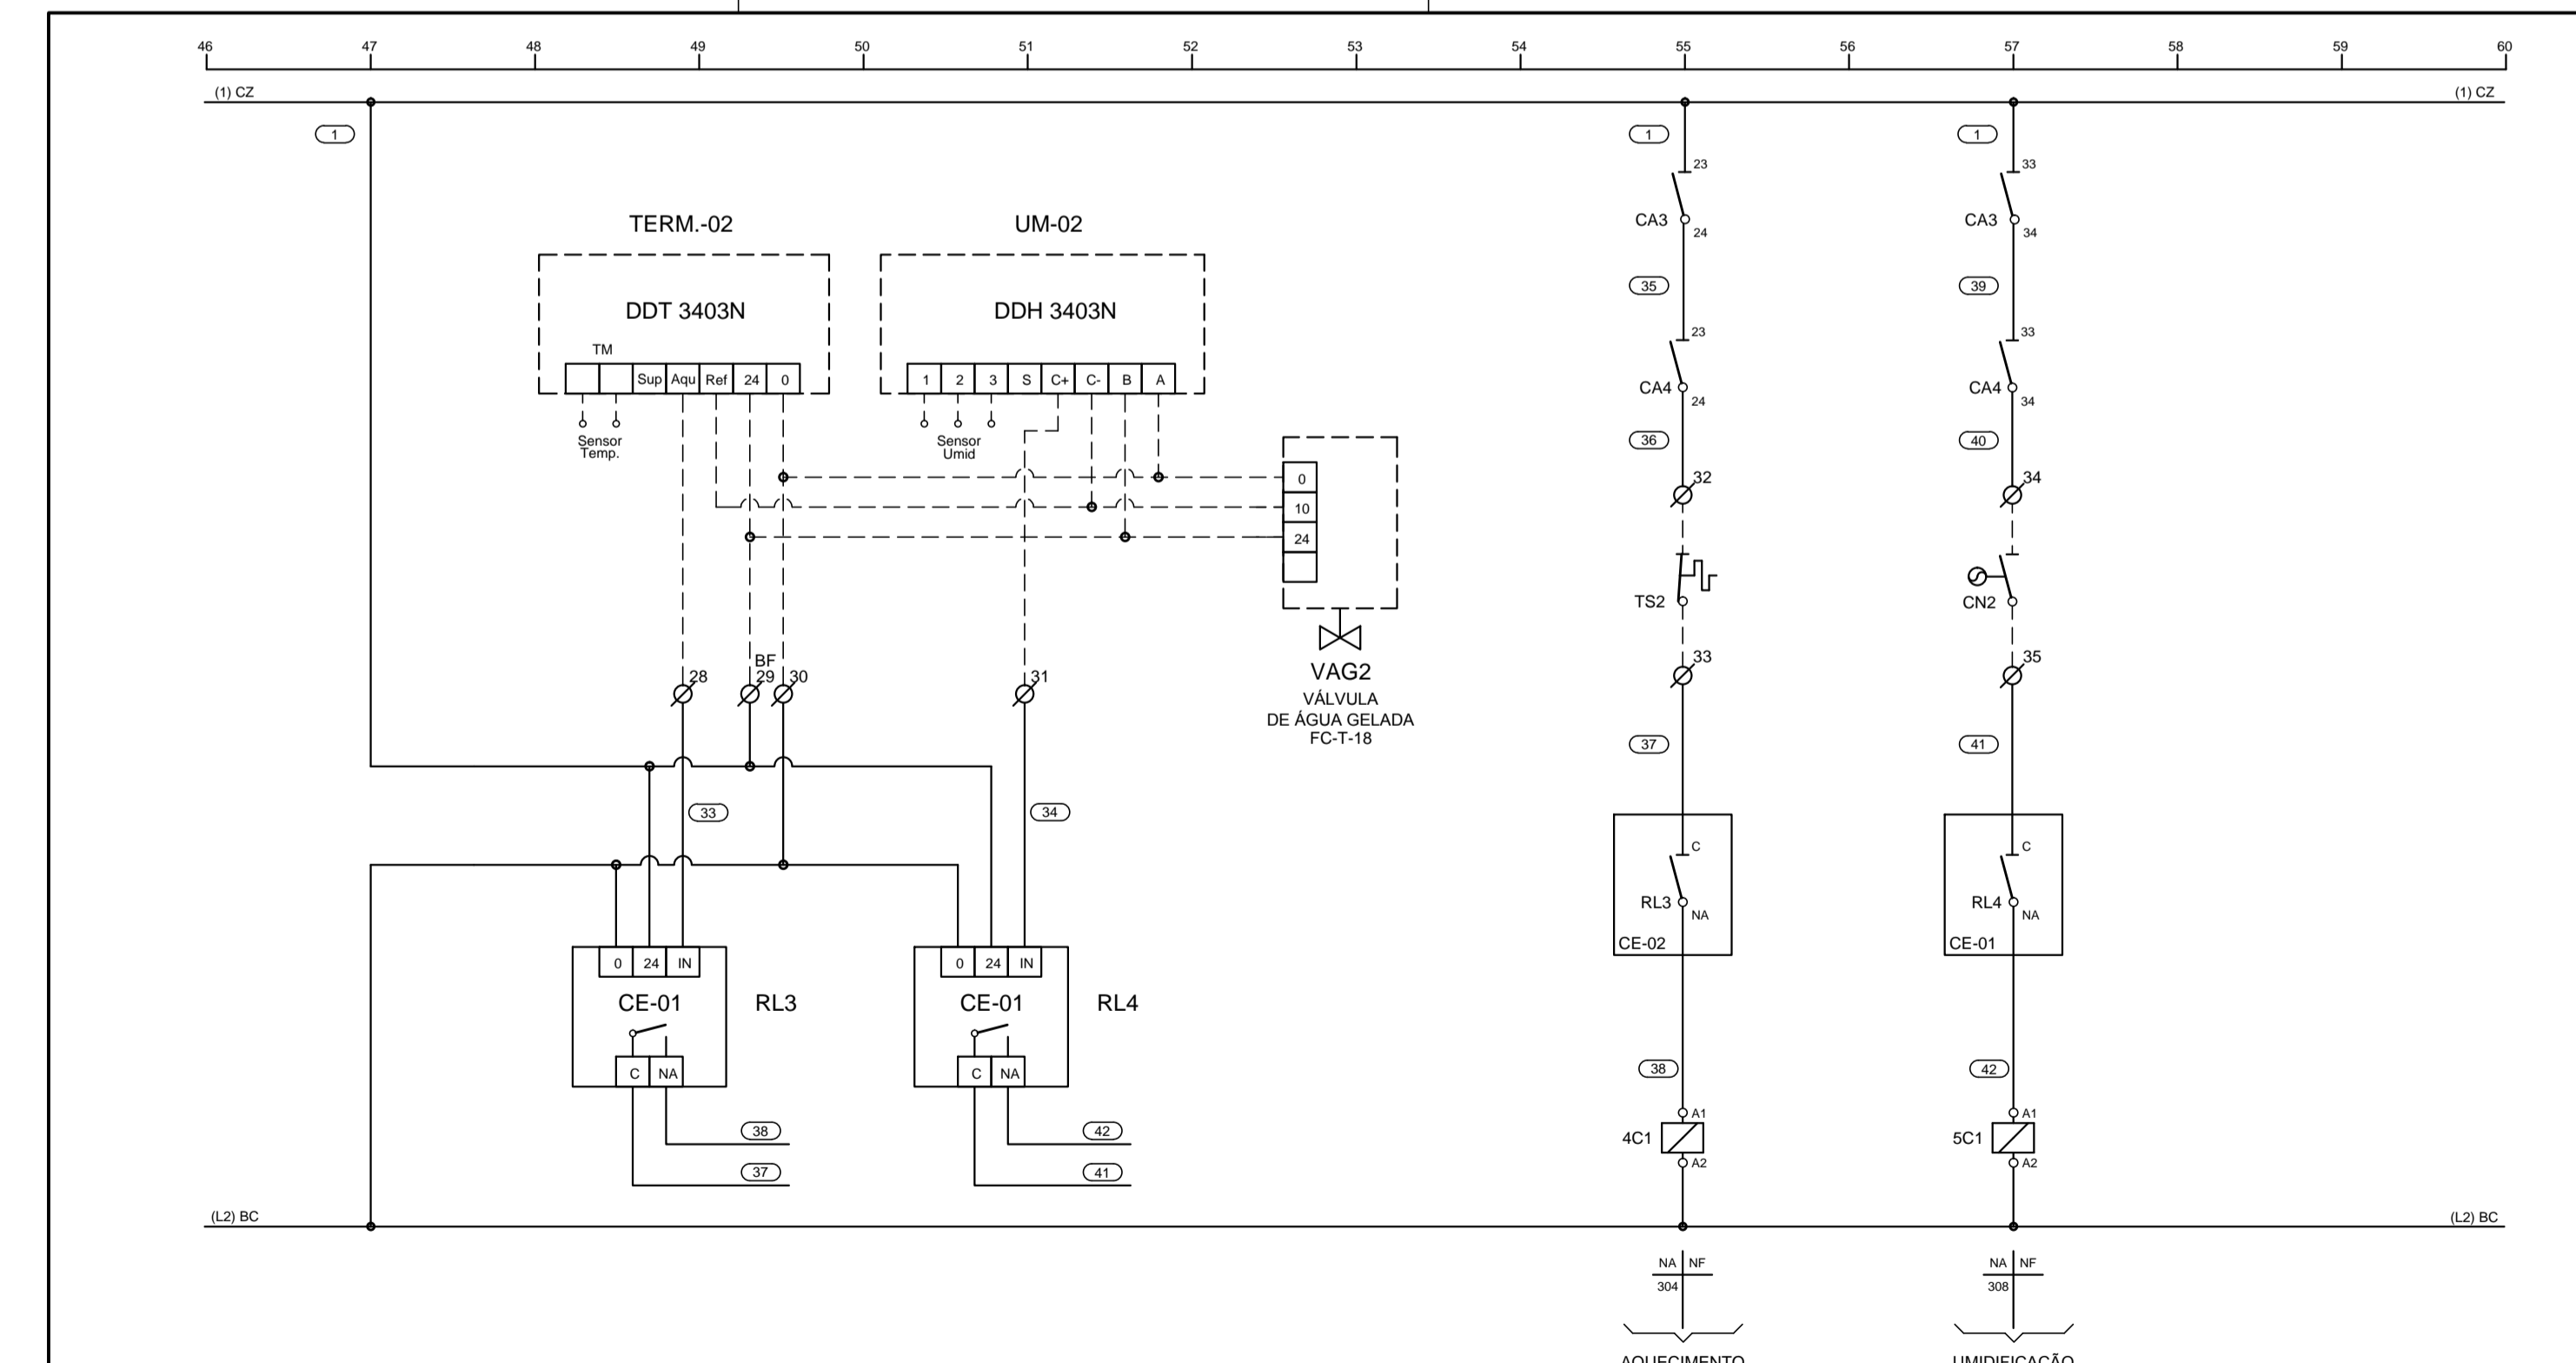 46 47 48 49 50 51 52 53 54 55 56 57 58 59 60
(1) CZ (1) CZ
1 1 1
23 33
CA3 CA3
24 34
TERM.-02 UM-02
35 39
DDT 3403N DDH 3403N
23 33
TM
Sup Aqu Ref 24 0 1 2 3 S C+ C- B A
CA4 CA4
24 34
Sensor
Temp.
Sensor
Umid
36 40
0
10
24
32 34
TS2 CN2
33 35
BF
28 29 30 31
VAG2
VÁLVULA
DE ÁGUA GELADA
FC-T-18
37 41
33 34
C C
RL3 RL4
NA NA
CE-02 CE-01
0 24 IN 0 24 IN
CE-01 RL3 CE-01 RL4
C NA C NA
38 42
A1 A1
38 42
4C1 5C1
A2 A2
37 41
(L2) BC (L2) BC
NA NF NA NF
304 308
AQUECIMENTO UMIDIFICAÇÃO